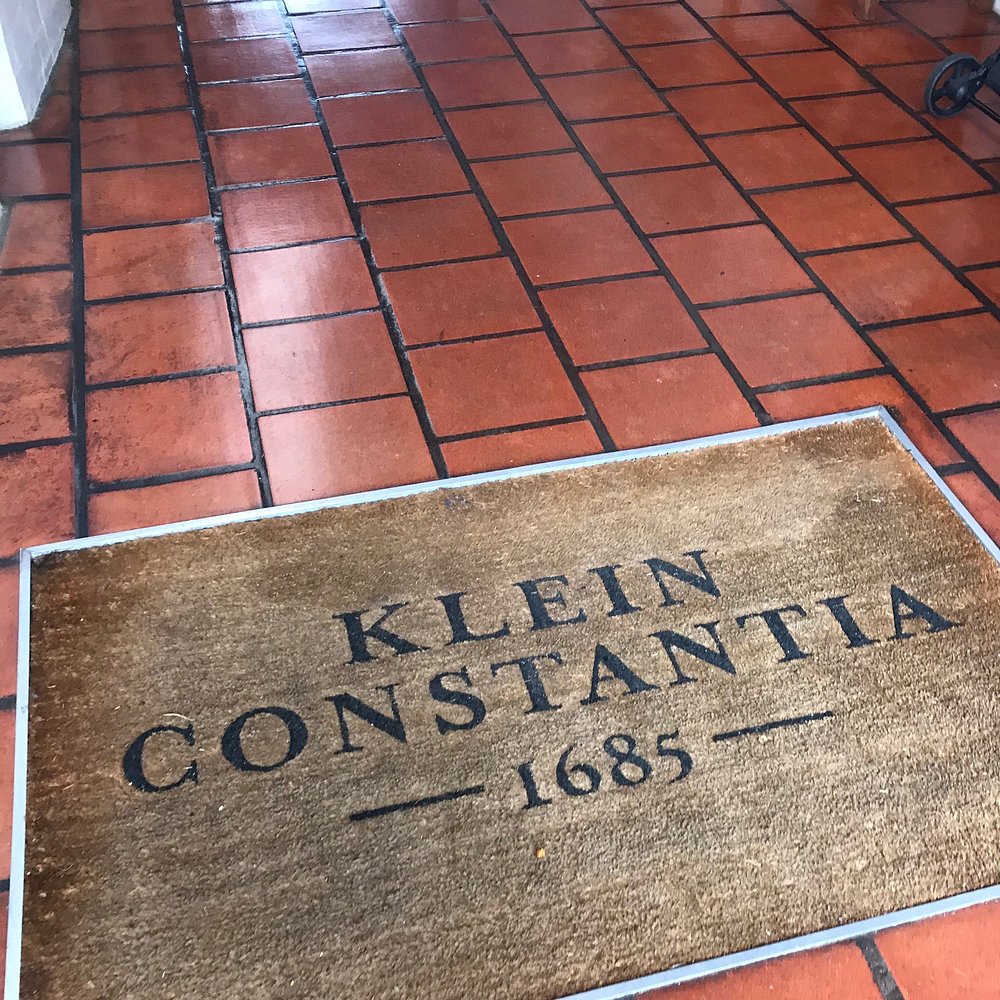 KLEIN
CONSTANTIA
— 1685 —